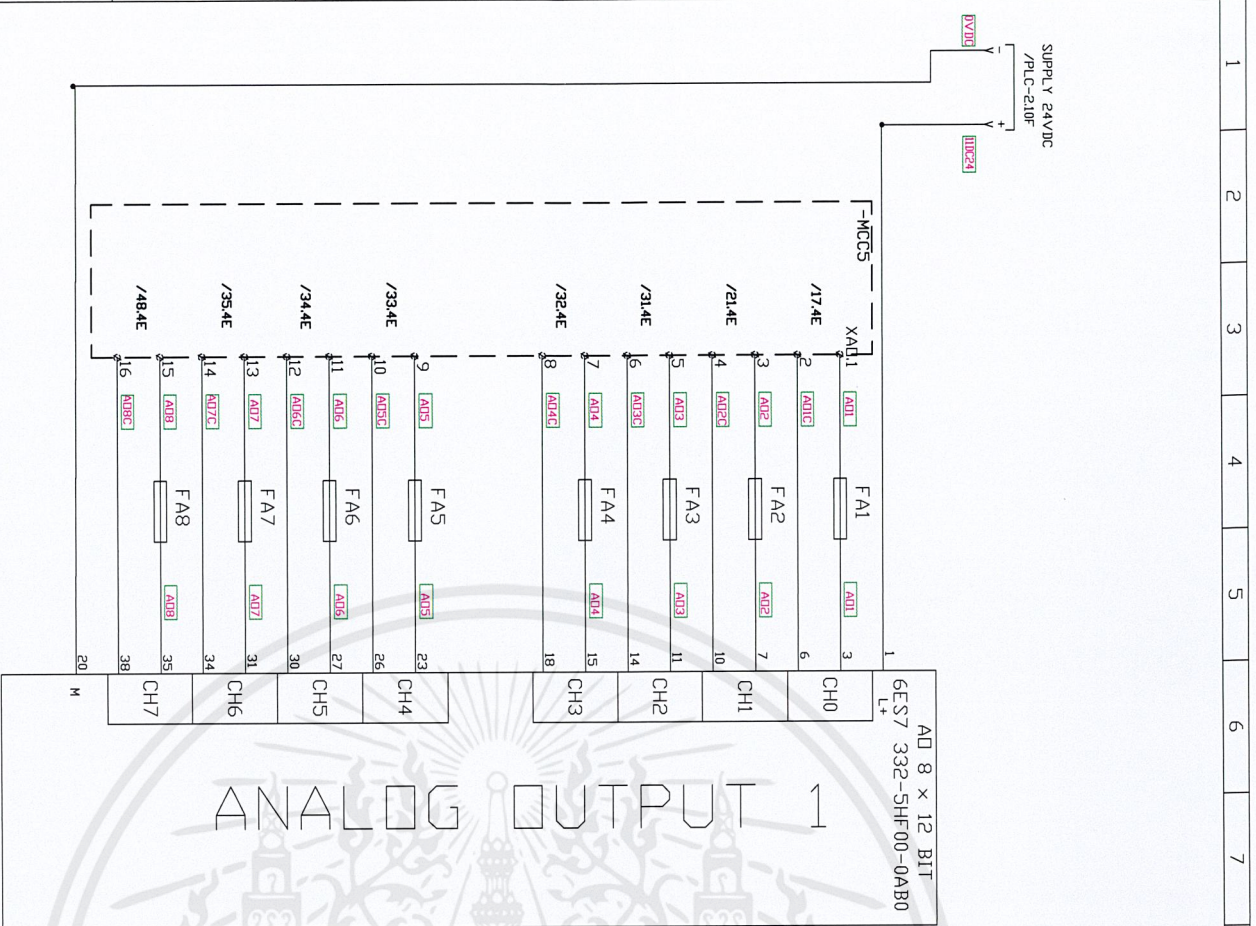 1 2 3 4 5 6 7
SUPPLY 24VDC
/PLC-2.10F
- +
0VDC 11DC24
AO 8 x 12 BIT
6ES7 332-5HF00-0AB0
1 L+
-MCC5
XAO.1 AO1 FA1 AO1 3
/17.4E CH0
2 AO1C 6
3 AO2 FA2 AO2 7
/21.4E CH1
4 AO2C 10
5 AO3 FA3 AO3 11
/31.4E CH2
6 AO3C 14
7 AO4 FA4 AO4 15
/32.4E CH3
8 AO4C 18
9 AO5 FA5 AO5 23
/33.4E CH4
10 AO5C 26
11 AO6 FA6 AO6 27
/34.4E CH5
12 AO6C 30
13 AO7 FA7 AO7 31
/35.4E CH6
14 AO7C 34
15 AO8 FA8 AO8 35
/48.4E CH7
16 AO8C 38
20 M
ANALOG OUTPUT 1